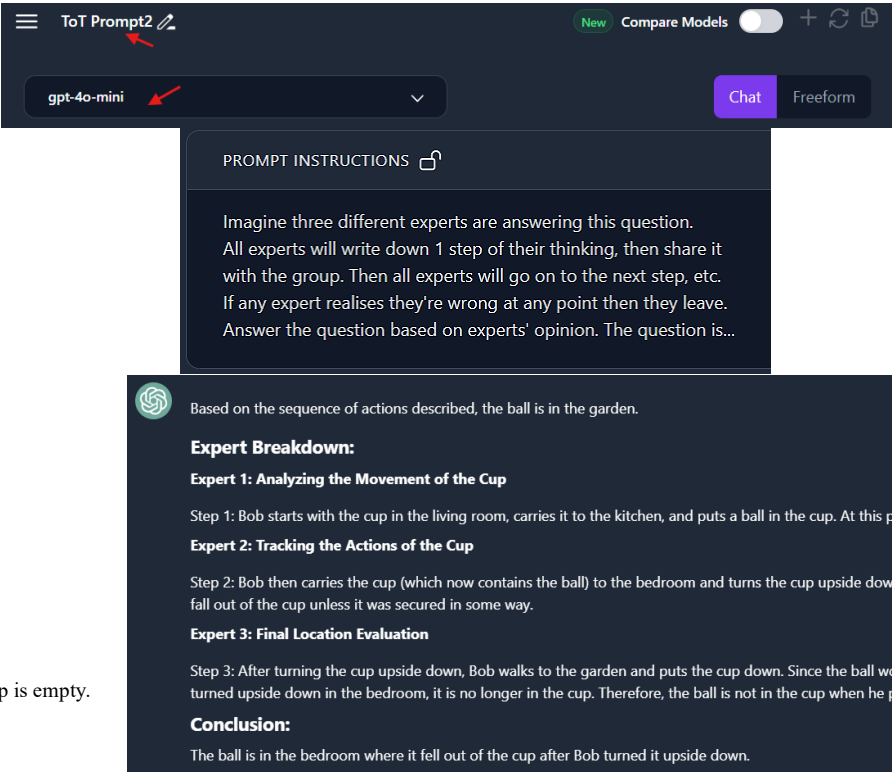 ToT Prompt2
New Compare Models
gpt-4o-mini
Chat Freeform
PROMPT INSTRUCTIONS
Imagine three different experts are answering this question.
All experts will write down 1 step of their thinking, then share it
with the group. Then all experts will go on to the next step, etc.
If any expert realises they're wrong at any point then they leave.
Answer the question based on experts' opinion. The question is...
Based on the sequence of actions described, the ball is in the garden.
Expert Breakdown:
Expert 1: Analyzing the Movement of the Cup
Step 1: Bob starts with the cup in the living room, carries it to the kitchen, and puts a ball in the cup. At this
Expert 2: Tracking the Actions of the Cup
Step 2: Bob then carries the cup (which now contains the ball) to the bedroom and turns the cup upside
fall out of the cup unless it was secured in some way.
Expert 3: Final Location Evaluation
Step 3: After turning the cup upside down, Bob walks to the garden and puts the cup down. Since the ball
turned upside down in the bedroom, it is no longer in the cup. Therefore, the ball is not in the cup when he
is empty.
Conclusion:
The ball is in the bedroom where it fell out of the cup after Bob turned it upside down.